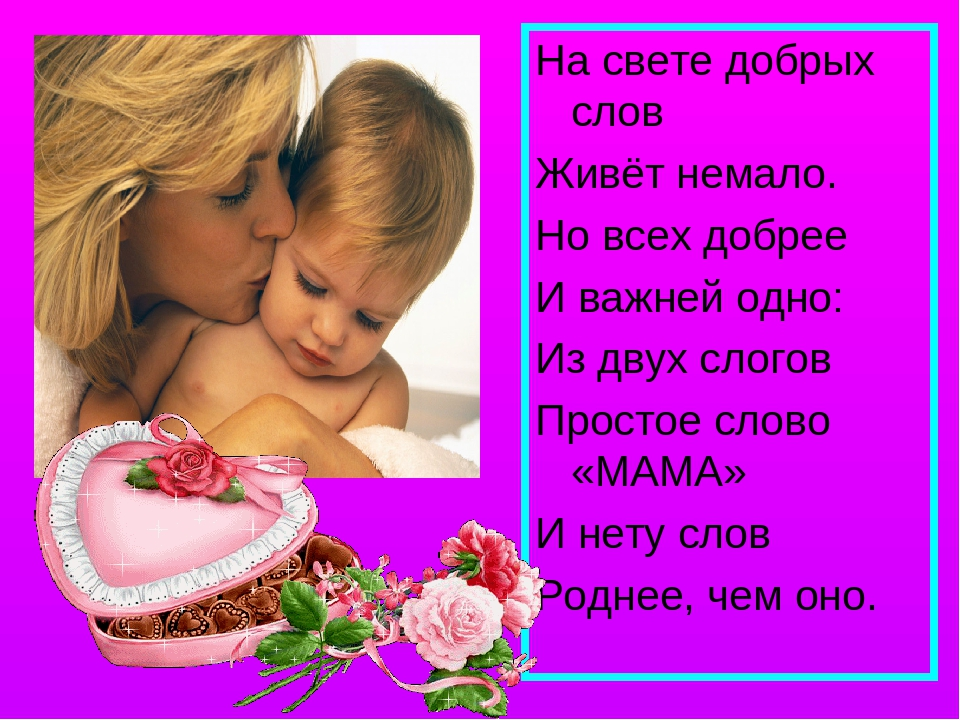 На свете добрых
слов
Живёт немало.
Но всех добрее
И важней одно:
Из двух слогов
Простое слово
«МАМА»
И нету слов
Роднее, чем оно.